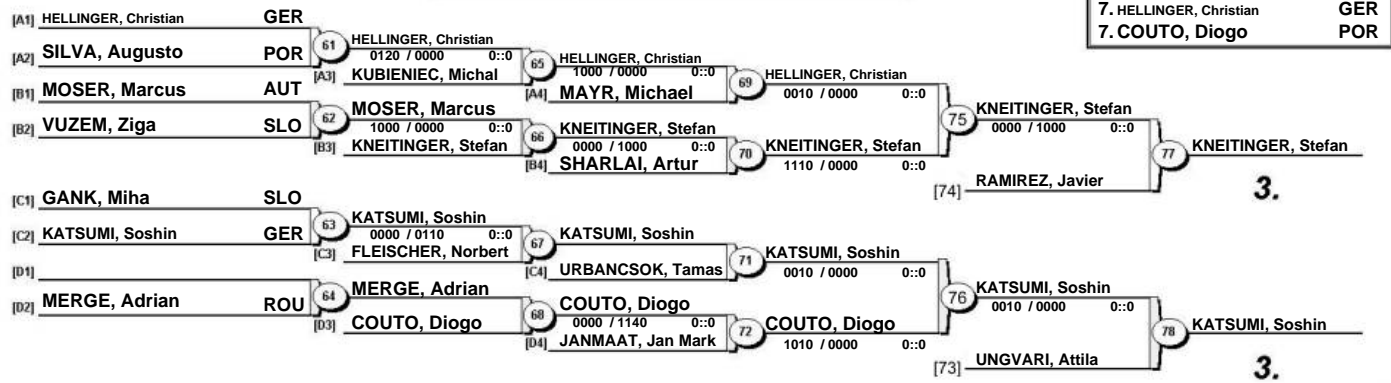 7. HELLINGER, Christian GER
7. COUTO, Diogo POR
[A1] HELLINGER, Christian GER
[A2] SILVA, Augusto POR
61 HELLINGER, Christian
0120 / 0000 0::0
[A3] KUBIENIEC, Michal
65 HELLINGER, Christian
1000 / 0000 0::0
[A4] MAYR, Michael
69 HELLINGER, Christian
0010 / 0000 0::0
[B1] MOSER, Marcus AUT
[B2] VUZEM, Ziga SLO
62 MOSER, Marcus
1000 / 0000 0::0
[B3] KNEITINGER, Stefan
66 KNEITINGER, Stefan
0000 / 1000 0::0
[B4] SHARLAI, Artur
70 KNEITINGER, Stefan
1110 / 0000 0::0
75 KNEITINGER, Stefan
0000 / 1000 0::0
[74] RAMIREZ, Javier
77 KNEITINGER, Stefan
3.
[C1] GANK, Miha SLO
[C2] KATSUMI, Soshin GER
63 KATSUMI, Soshin
0000 / 0110 0::0
[C3] FLEISCHER, Norbert
67 KATSUMI, Soshin
[C4] URBANCSOK, Tamas
71 KATSUMI, Soshin
0010 / 0000 0::0
[D1]
[D2] MERGE, Adrian ROU
64 MERGE, Adrian
[D3] COUTO, Diogo
68 COUTO, Diogo
0000 / 1140 0::0
[D4] JANMAAT, Jan Mark
72 COUTO, Diogo
1010 / 0000 0::0
76 KATSUMI, Soshin
0010 / 0000 0::0
[73] UNGVARI, Attila
78 KATSUMI, Soshin
3.